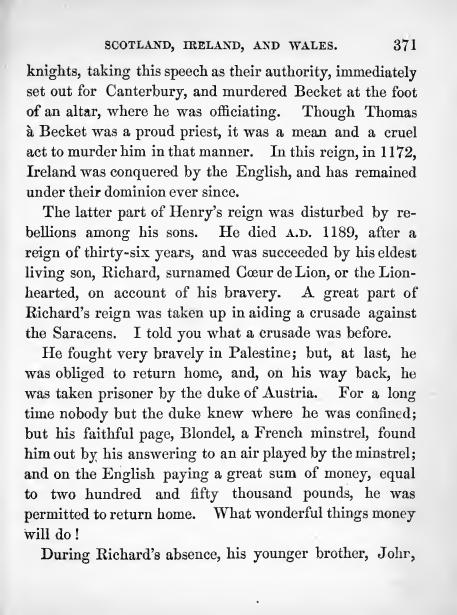 SCOTLAND, IRELAND, AND WALES. 371
knights, taking this speech as their authority, immediately
set out for Canterbury, and murdered Becket at the foot
of an altar, where he was officiating. Though Thomas
à Becket was a proud priest, it was a mean and a cruel
act to murder him in that manner. In this reign, in 1172,
Ireland was conquered by the English, and has remained
under their dominion ever since.
The latter part of Henry's reign was disturbed by re-
bellions among his sons. He died A.D. 1189, after a
reign of thirty-six years, and was succeeded by his eldest
living son, Richard, surnamed Cœur de Lion, or the Lion-
hearted, on account of his bravery. A great part of
Richard's reign was taken up in aiding a crusade against
the Saracens. I told you what a crusade was before.
He fought very bravely in Palestine; but, at last, he
was obliged to return home, and, on his way back, he
was taken prisoner by the duke of Austria. For a long
time nobody but the duke knew where he was confined;
but his faithful page, Blondel, a French minstrel, found
him out by his answering to an air played by the minstrel;
and on the English paying a great sum of money, equal
to two hundred and fifty thousand pounds, he was
permitted to return home. What wonderful things money
will do!
During Richard's absence, his younger brother, John,